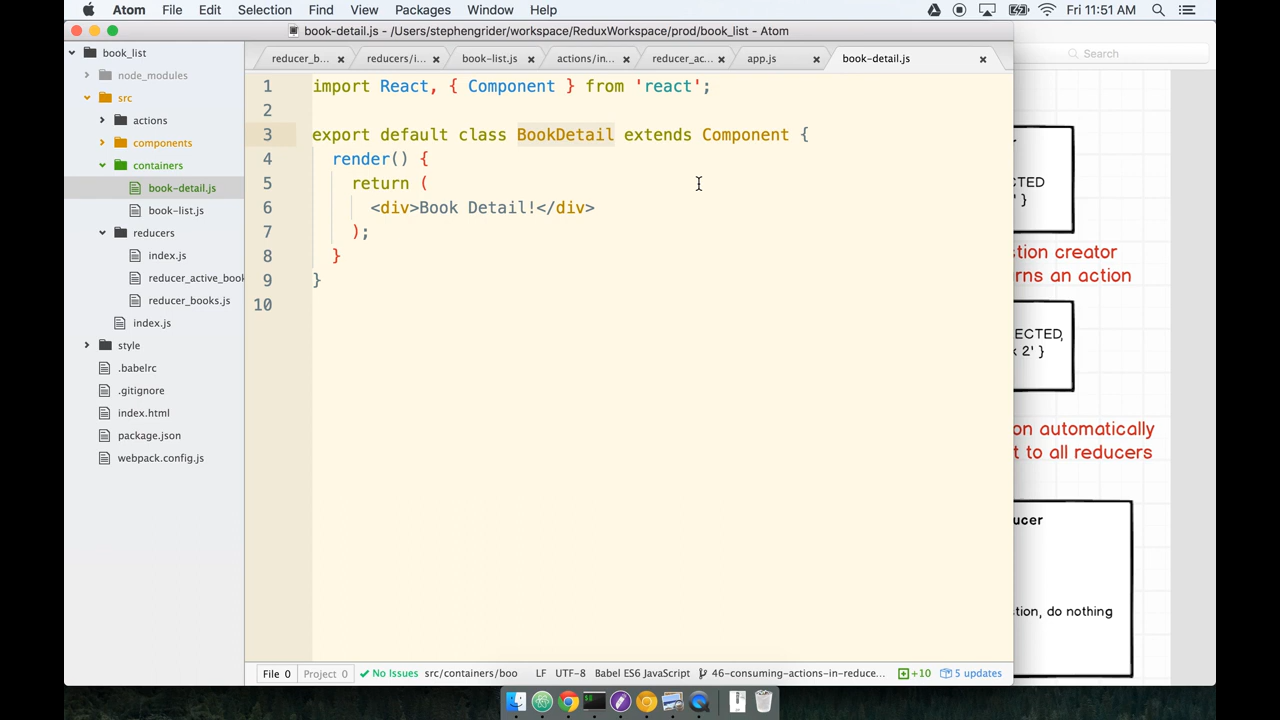 Atom File Edit Selection Find View Packages Window Help Fri 11:51 AM
book-detail.js - /Users/stephengrider/workspace/ReduxWorkspace/prod/book_list - Atom
Search
book_list
node_modules
src
actions
components
containers
book-detail.js
book-list.js
reducers
index.js
reducer_active_book
reducer_books.js
index.js
style
.babelrc
.gitignore
index.html
package.json
webpack.config.js
reducer_b... reducers/i... book-list.js actions/in... reducer_ac... app.js book-detail.js
1 import React, { Component } from 'react';
2
3 export default class BookDetail extends Component {
4 render() {
5 return (
6 <div>Book Detail!</div>
7 );
8 }
9 }
10
File 0 Project 0 No Issues src/containers/boo LF UTF-8 Babel ES6 JavaScript 46-consuming-actions-in-reduce... +10 5 updates
CTED
' }
tion creator
rns an action
ECTED,
k 2' }
on automatically
t to all reducers
ucer
tion, do nothing